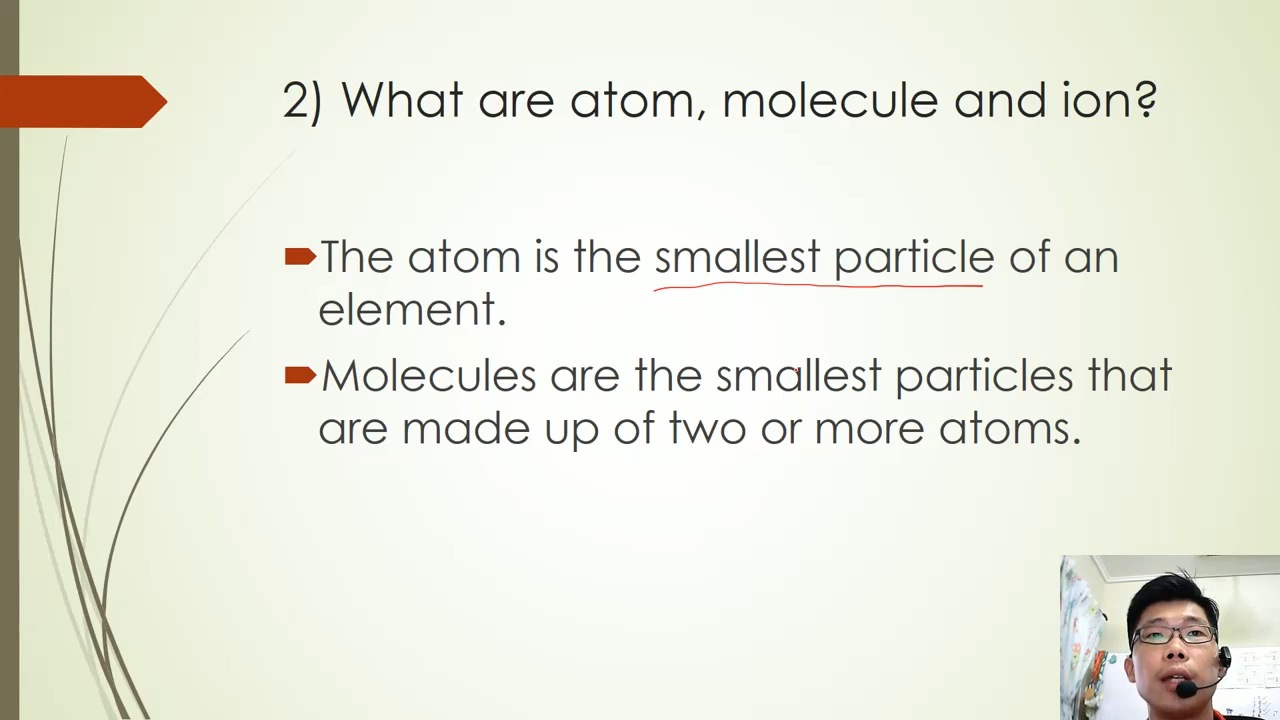 2) What are atom, molecule and ion?
The atom is the smallest particle of an
element.
Molecules are the smallest particles that
are made up of two or more atoms.